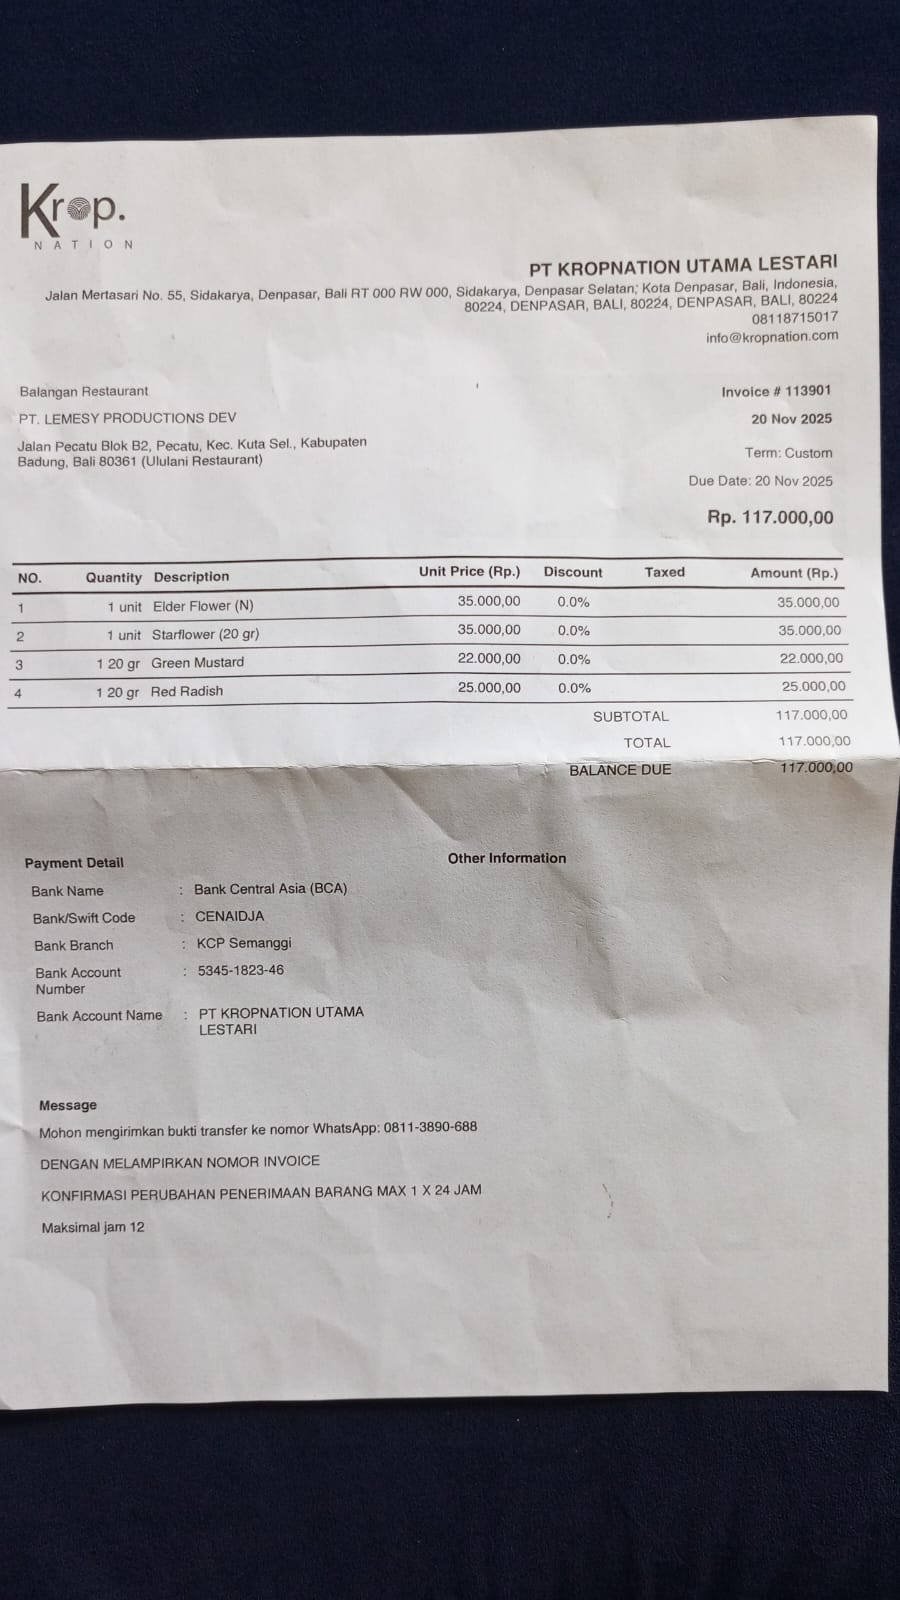 Krop.
NATION
PT KROPNATION UTAMA LESTARI
Jalan Mertasari No. 55, Sidakarya, Denpasar, Bali RT 000 RW 000, Sidakarya, Denpasar Selatan; Kota Denpasar, Bali, Indonesia,
80224, DENPASAR, BALI, 80224, DENPASAR, BALI, 80224
08118715017
info@kropnation.com
Balangan Restaurant
PT. LEMESY PRODUCTIONS DEV
Jalan Pecatu Blok B2, Pecatu, Kec. Kuta Sel., Kabupaten
Badung, Bali 80361 (Ululani Restaurant)
Invoice # 113901
20 Nov 2025
Term: Custom
Due Date: 20 Nov 2025
Rp. 117.000,00
NO. Quantity Description Unit Price (Rp.) Discount Taxed Amount (Rp.)
1 1 unit Elder Flower (N) 35.000,00 0.0% 35.000,00
2 1 unit Starflower (20 gr) 35.000,00 0.0% 35.000,00
3 1 20 gr Green Mustard 22.000,00 0.0% 22.000,00
4 1 20 gr Red Radish 25.000,00 0.0% 25.000,00
SUBTOTAL 117.000,00
TOTAL 117.000,00
BALANCE DUE 117.000,00
Payment Detail
Bank Name : Bank Central Asia (BCA)
Bank/Swift Code : CENAIDJA
Bank Branch : KCP Semanggi
Bank Account : 5345-1823-46
Number
Bank Account Name : PT KROPNATION UTAMA
LESTARI
Other Information
Message
Mohon mengirimkan bukti transfer ke nomor WhatsApp: 0811-3890-688
DENGAN MELAMPIRKAN NOMOR INVOICE
KONFIRMASI PERUBAHAN PENERIMAAN BARANG MAX 1 X 24 JAM
Maksimal jam 12